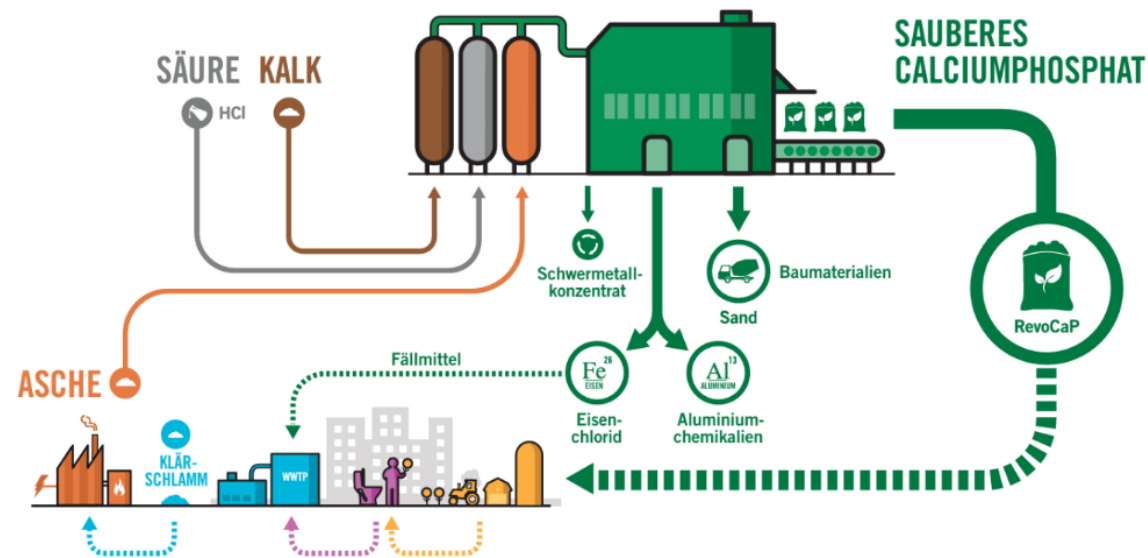 SAUBERES
CALCIUMPHOSPHAT
SÄURE
KALK
HCl
Schwermetall-
konzentrat
Baumaterialien
Sand
RevoCaP
Fällmittel
26
Fe
EISEN
13
Al
ALUMINIUM
Eisen-
chlorid
Aluminium-
chemikalien
ASCHE
KLÄR-
SCHLAMM
WWTP